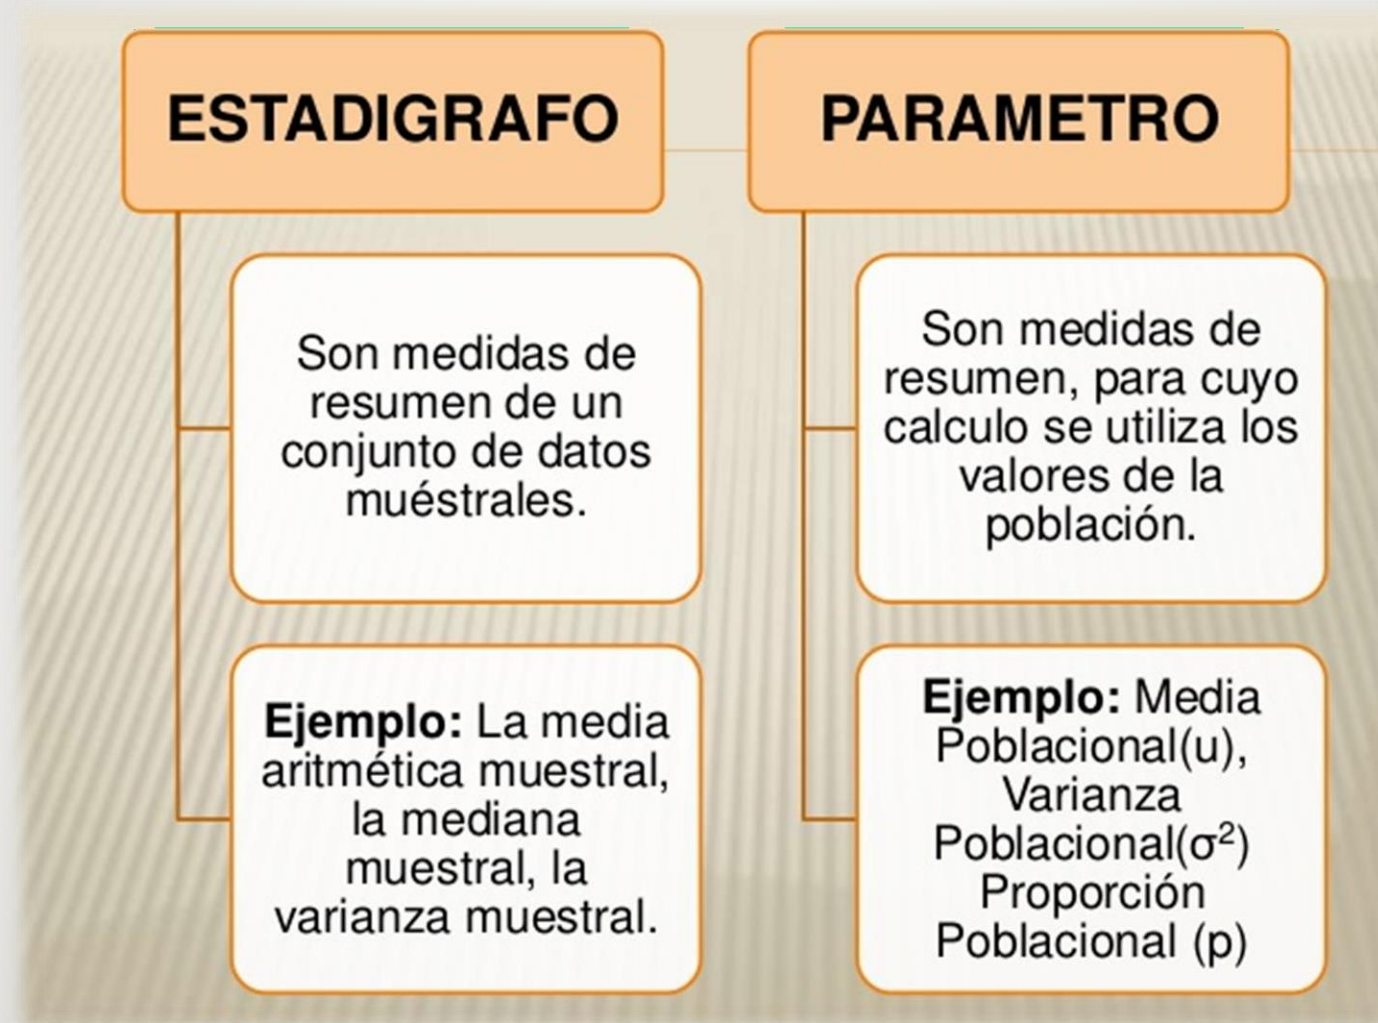 ESTADIGRAFO
Son medidas de
resumen de un
conjunto de datos
muéstrales.
Ejemplo: La media
aritmética muestral,
la mediana
muestral, la
varianza muestral.
PARAMETRO
Son medidas de
resumen, para cuyo
calculo se utiliza los
valores de la
población.
Ejemplo: Media
Poblacional(u),
Varianza
Poblacional(σ²)
Proporción
Poblacional (p)